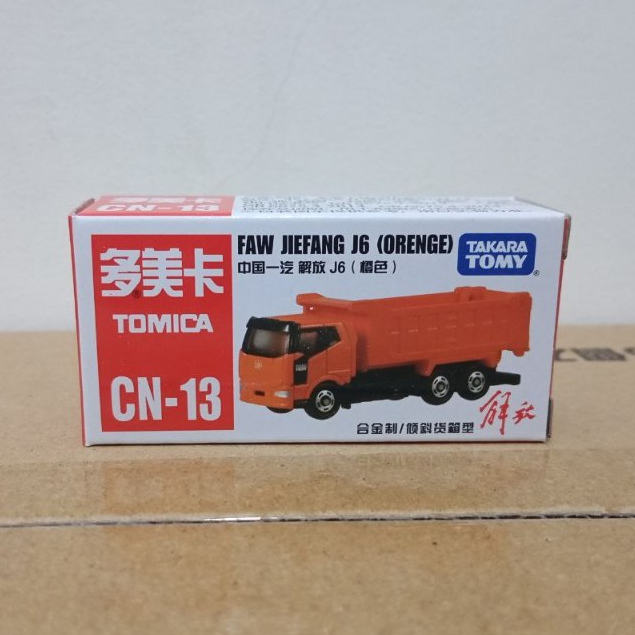 CN-13
多美卡
TOMICA
CN-13
FAW JIEFANG J6 (ORENGE)
中国一汽 解放 J6 (橙色)
TAKARA
TOMY
合金制/倾斜货箱型
解放